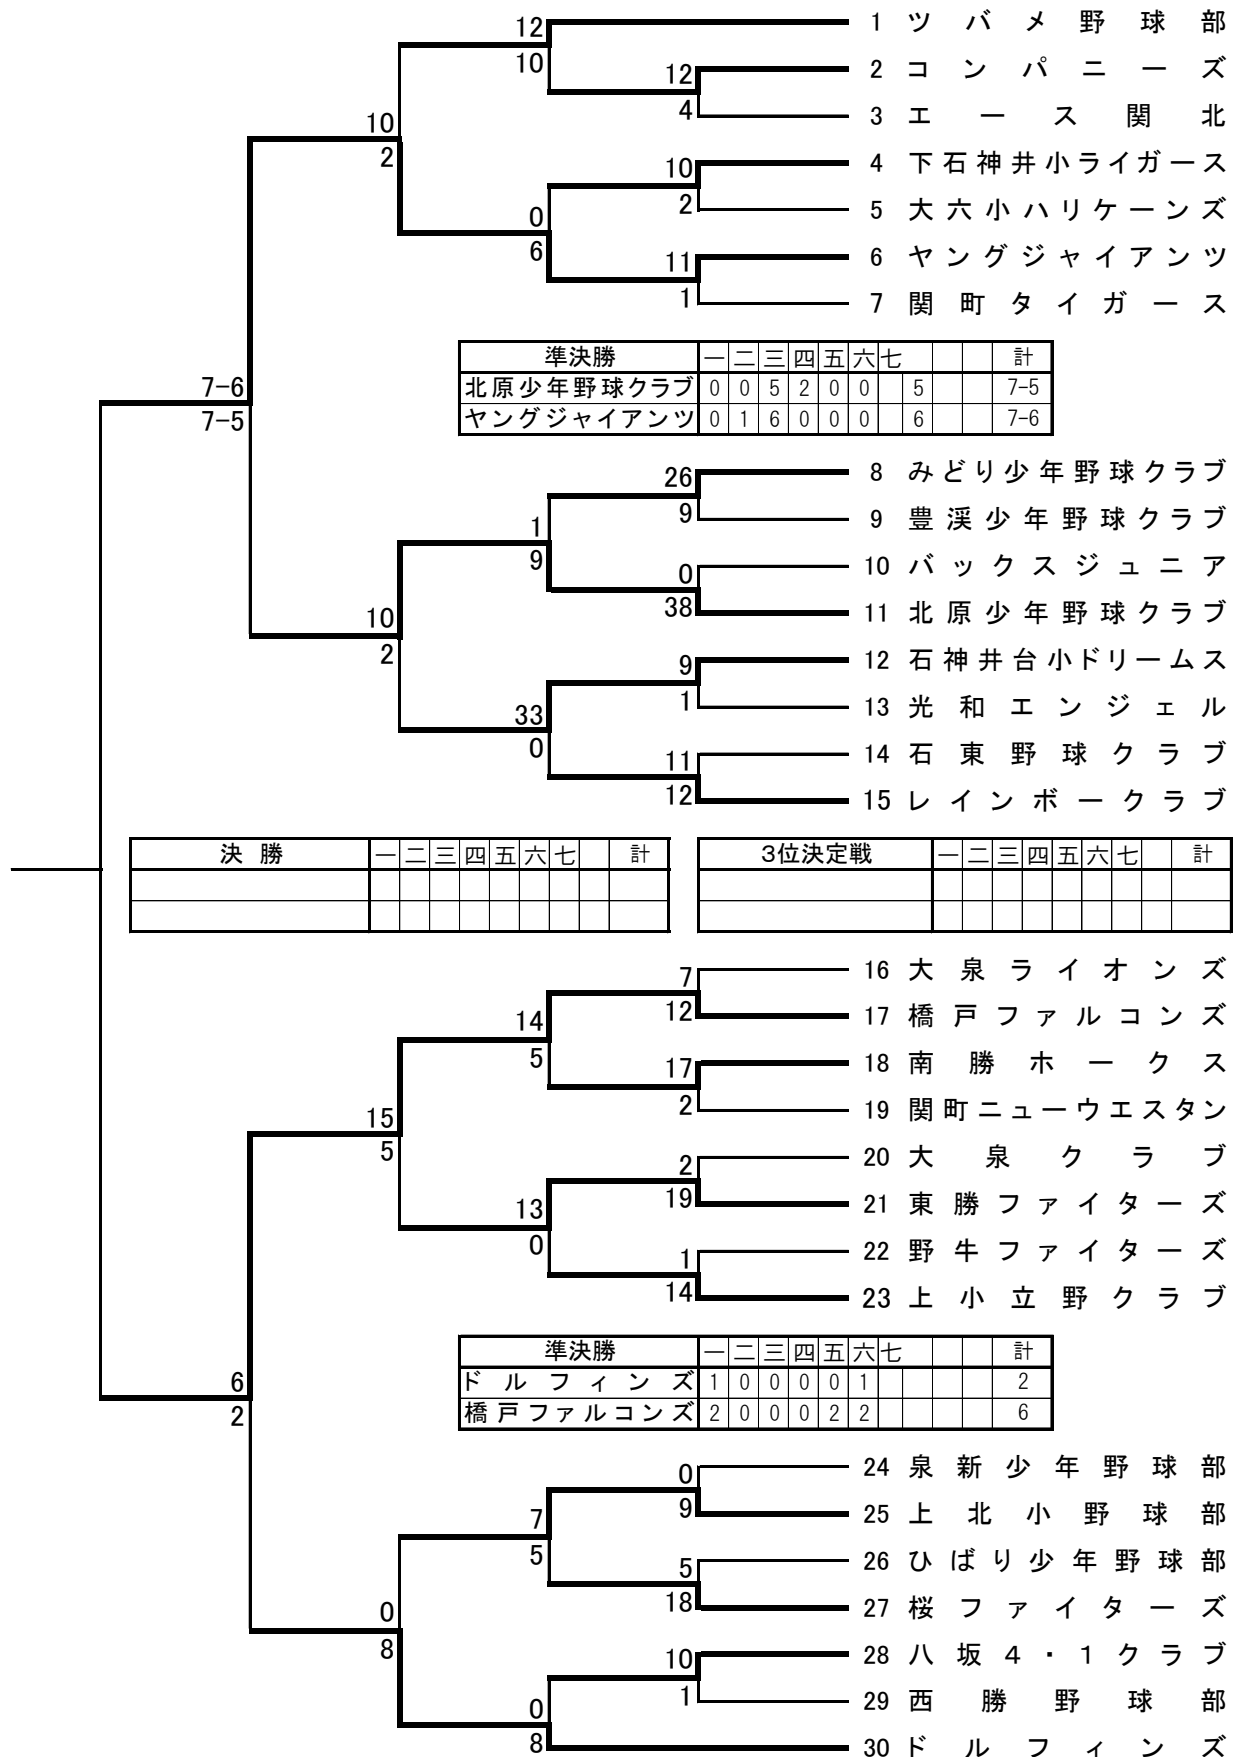 12 1 ツバメ野球部
10
12 2 コンパニーズ
4 3 エース関北
10
2
10 4 下石神井小ライガース
2 5 大六小ハリケーンズ
0
6
11 6 ヤングジャイアンツ
1 7 関町タイガース
準決勝 一 二 三 四 五 六 七 計
北原少年野球クラブ 0 0 5 2 0 0 5 7-5
ヤングジャイアンツ 0 1 6 0 0 0 6 7-6
7-6
7-5
26 8 みどり少年野球クラブ
9 9 豊渓少年野球クラブ
1
9
0 10 バックスジュニア
38 11 北原少年野球クラブ
10
2
9 12 石神井台小ドリームス
1 13 光和エンジェル
33
0
11 14 石東野球クラブ
12 15 レインボークラブ
決勝 一 二 三 四 五 六 七 計
3位決定戦 一 二 三 四 五 六 七 計
7 16 大泉ライオンズ
12 17 橋戸ファルコンズ
14
5
17 18 南勝ホークス
2 19 関町ニューウエスタン
15
5
2 20 大泉クラブ
19 21 東勝ファイターズ
13
0
1 22 野牛ファイターズ
14 23 上小立野クラブ
準決勝 一 二 三 四 五 六 七 計
ドルフィンズ 1 0 0 0 0 1 2
橋戸ファルコンズ 2 0 0 0 2 2 6
6
2
0 24 泉新少年野球部
9 25 上北小野球部
7
5
5 26 ひばり少年野球部
18 27 桜ファイターズ
0
8
10 28 八坂4・1クラブ
1 29 西勝野球部
0
8 30 ドルフィンズ